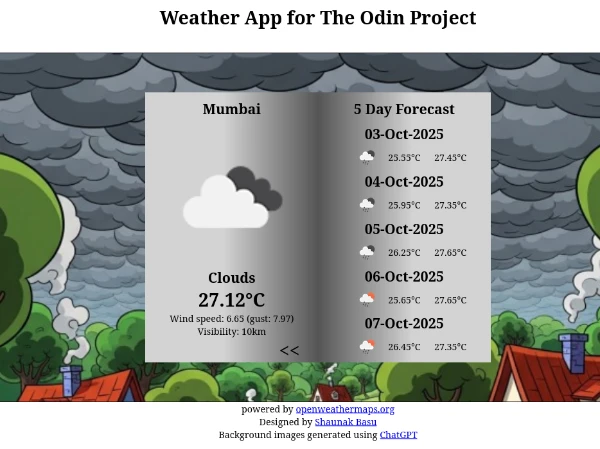 Weather App for The Odin Project
Mumbai
Clouds
27.12°C
Wind speed: 6.65 (gust: 7.97)
Visibility: 10km
<<
5 Day Forecast
03-Oct-2025
25.55°C 27.45°C
04-Oct-2025
25.95°C 27.35°C
05-Oct-2025
26.25°C 27.65°C
06-Oct-2025
25.65°C 27.65°C
07-Oct-2025
26.45°C 27.35°C
powered by openweathermaps.org
Designed by Shaunak Basu
Background images generated using ChatGPT